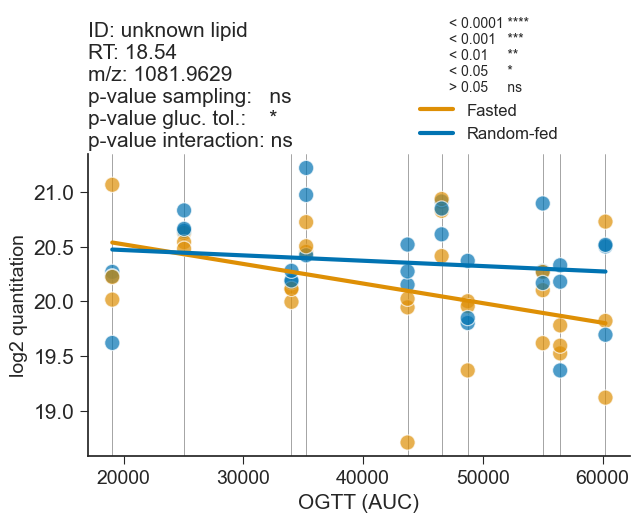 ID: unknown lipid
RT: 18.54
m/z: 1081.9629
p-value sampling: ns
p-value gluc. tol.: *
p-value interaction: ns
< 0.0001 ****
< 0.001 ***
< 0.01 **
< 0.05 *
> 0.05 ns
Fasted
Random-fed
log2 quantitation
21.0
20.5
20.0
19.5
19.0
20000 30000 40000 50000 60000
OGTT (AUC)